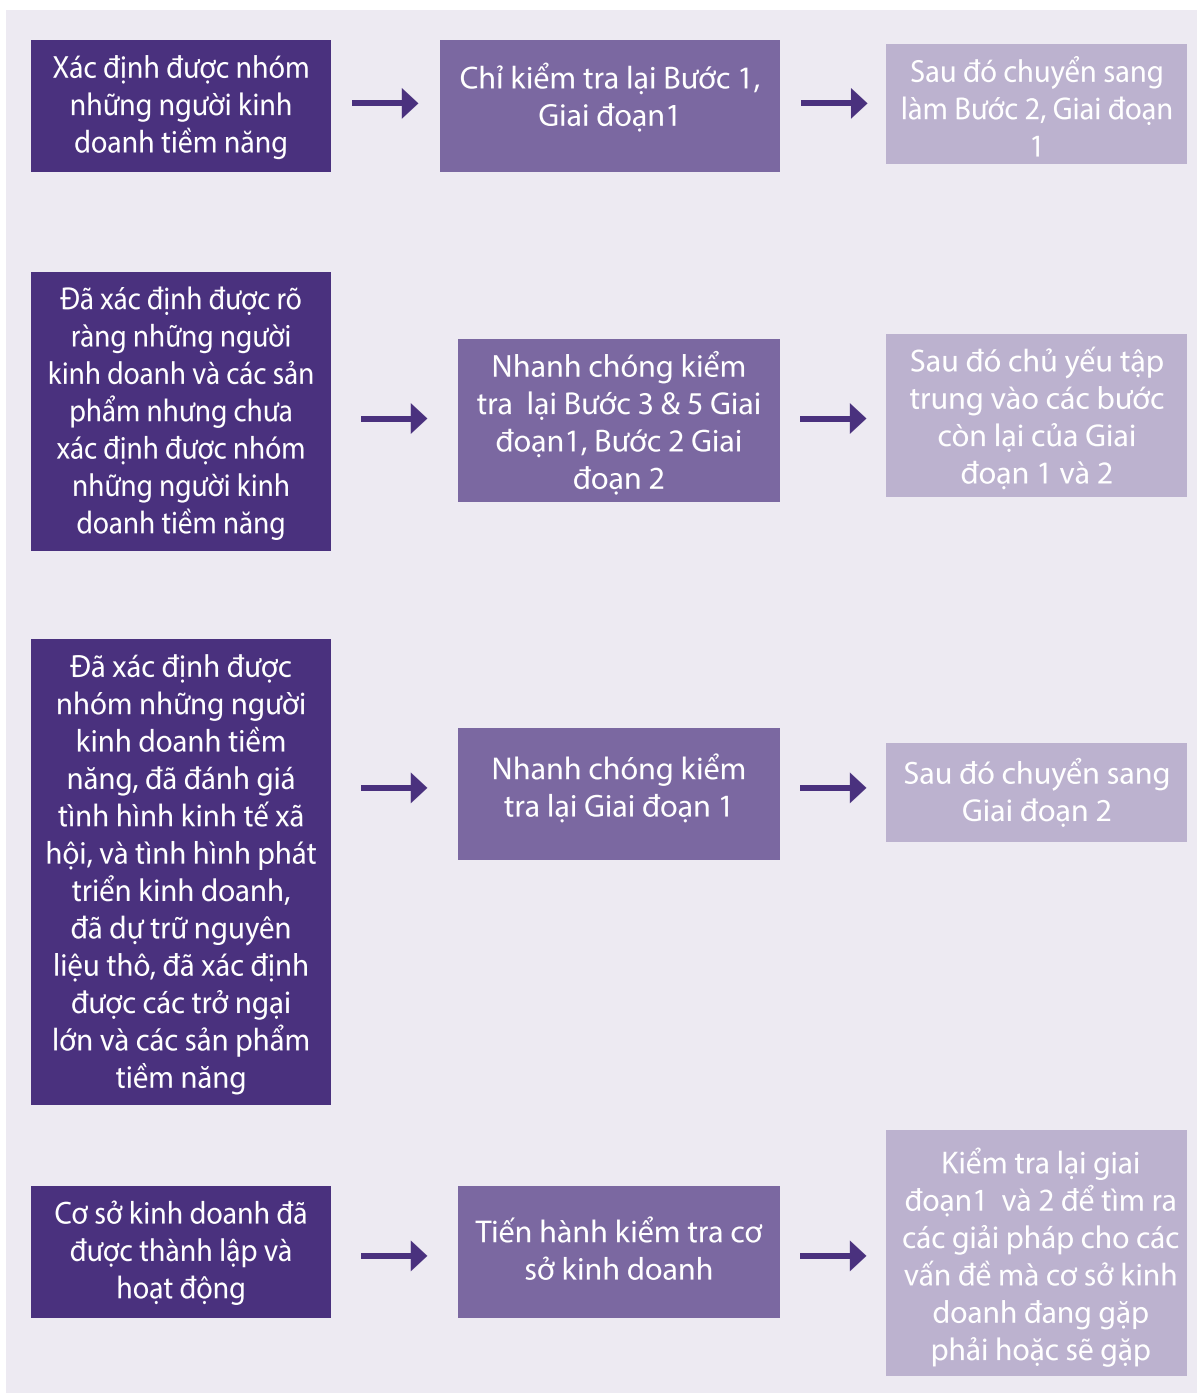 Xác định được nhóm
những người kinh
doanh tiềm năng
Chỉ kiểm tra lại Bước 1,
Giai đoạn1
Sau đó chuyển sang
làm Bước 2, Giai đoạn
1
Đã xác định được rõ
ràng những người
kinh doanh và các sản
phẩm nhưng chưa
xác định được nhóm
những người kinh
doanh tiềm năng
Nhanh chóng kiểm
tra  lại Bước 3 & 5 Giai
đoạn1, Bước 2 Giai
đoạn 2
Sau đó chủ yếu tập
trung vào các bước
còn lại của Giai
đoạn 1 và 2
Đã xác định được
nhóm những người
kinh doanh tiềm
năng, đã đánh giá
tình hình kinh tế xã
hội, và tình hình phát
triển kinh doanh,
đã dự trữ nguyên
liệu thô, đã xác định
được các trở ngại
lớn và các sản phẩm
tiềm năng
Nhanh chóng kiểm
tra lại Giai đoạn 1
Sau đó chuyển sang
Giai đoạn 2
Cơ sở kinh doanh đã
được thành lập và
hoạt động
Tiến hành kiểm tra cơ
sở kinh doanh
Kiểm tra lại giai
đoạn1  và 2 để tìm ra
các giải pháp cho các
vấn đề mà cơ sở kinh
doanh đang gặp
phải hoặc sẽ gặp